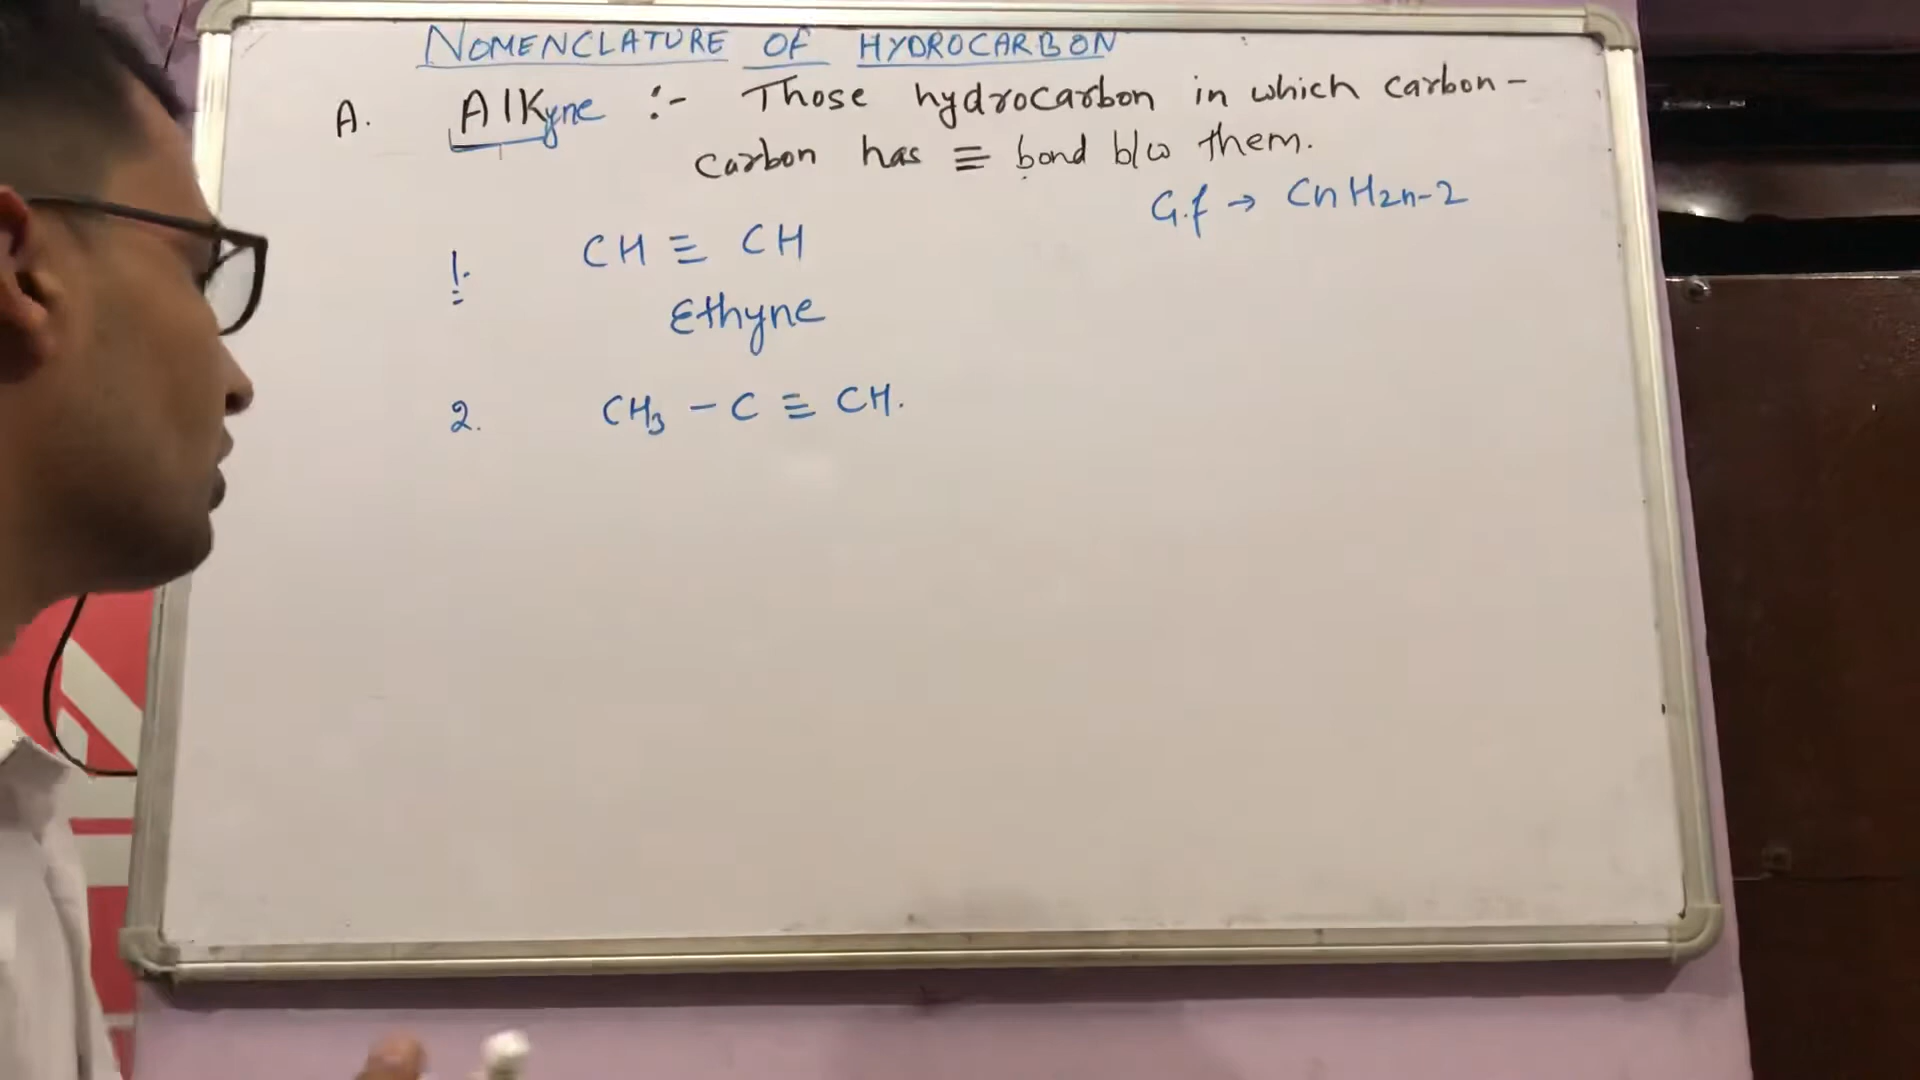 NOMENCLATURE OF HYDROCARBON
A. Alkyne :- Those hydrocarbon in which carbon-
carbon has ≡ bond b/w them.
G.f → CnH2n-2
1. CH ≡ CH
Ethyne
2. CH3 - C ≡ CH.